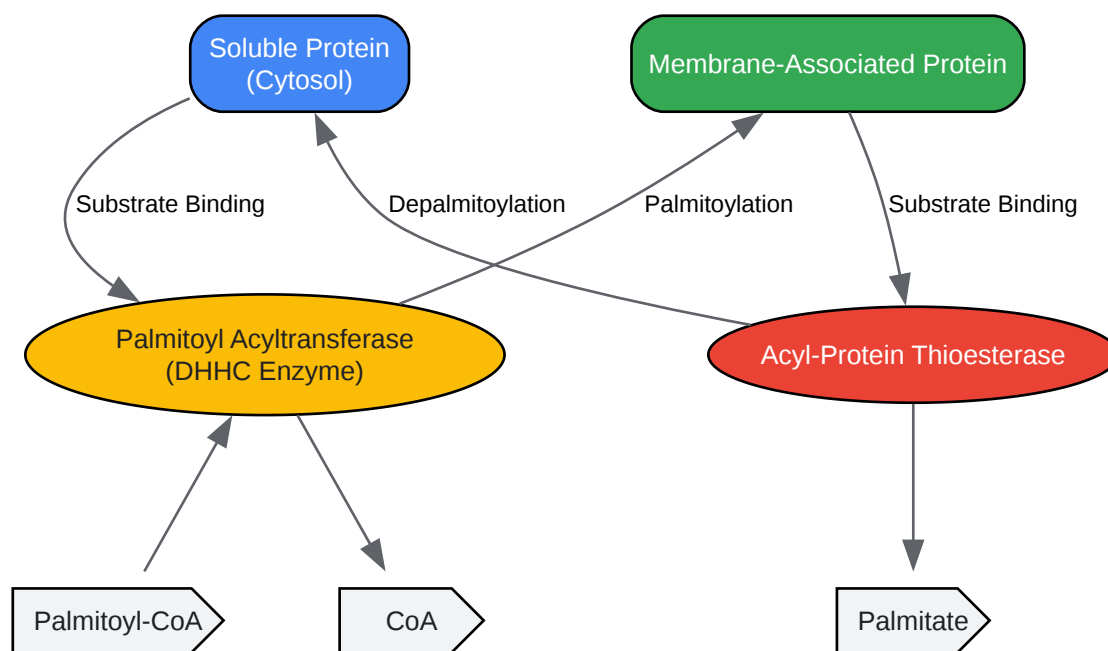 Soluble Protein
(Cytosol)
Membrane-Associated Protein
Substrate Binding
Depalmitoylation
Palmitoylation
Substrate Binding
Palmitoyl Acyltransferase
(DHHC Enzyme)
Acyl-Protein Thioesterase
Palmitoyl-CoA
CoA
Palmitate